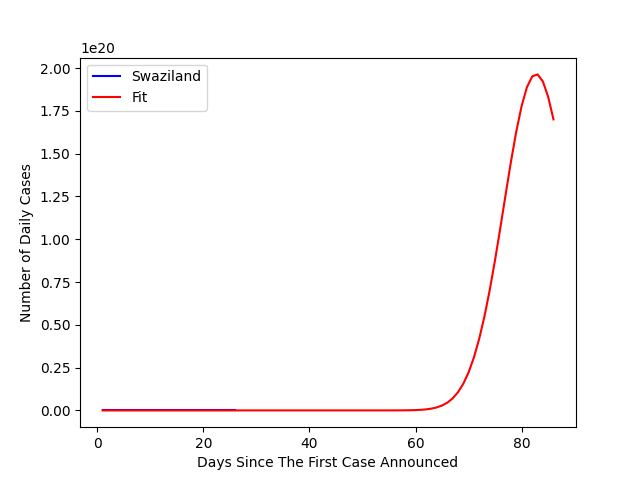 1e20
2.00
1.75
1.50
1.25
1.00
0.75
0.50
0.25
0.00
Number of Daily Cases
Swaziland
Fit
0 20 40 60 80
Days Since The First Case Announced